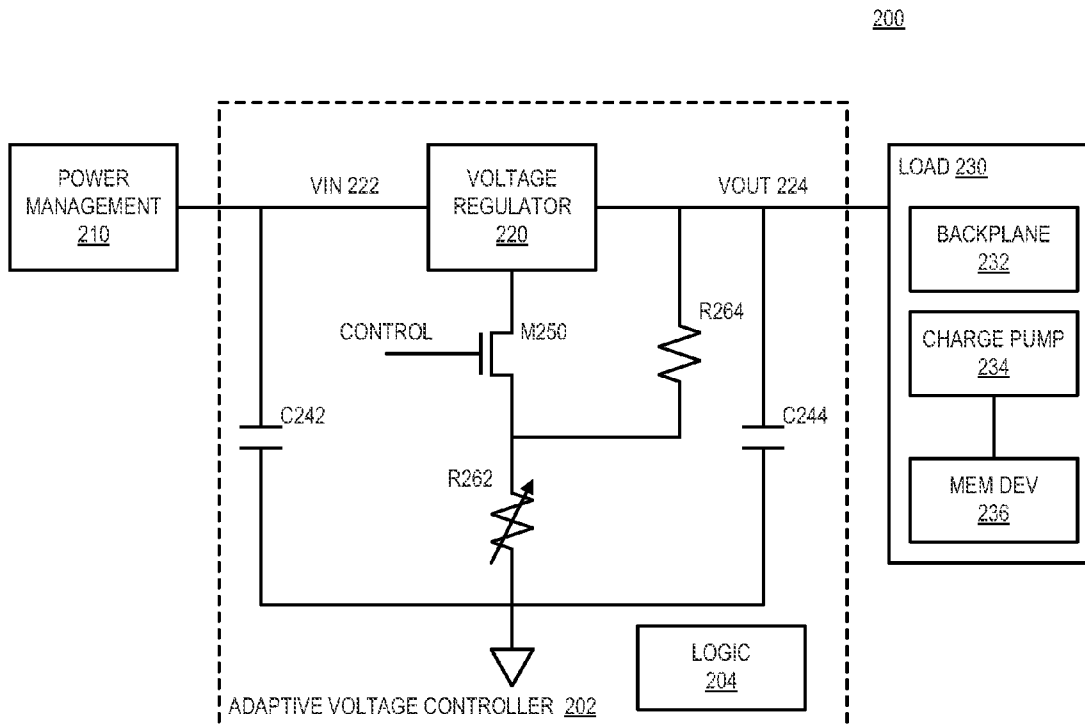 200
POWER
MANAGEMENT
210
VIN 222
VOLTAGE
REGULATOR
220
VOUT 224
LOAD 230
BACKPLANE
232
CONTROL
M250
R264
CHARGE PUMP
234
C242
C244
R262
MEM DEV
236
LOGIC
204
ADAPTIVE VOLTAGE CONTROLLER 202